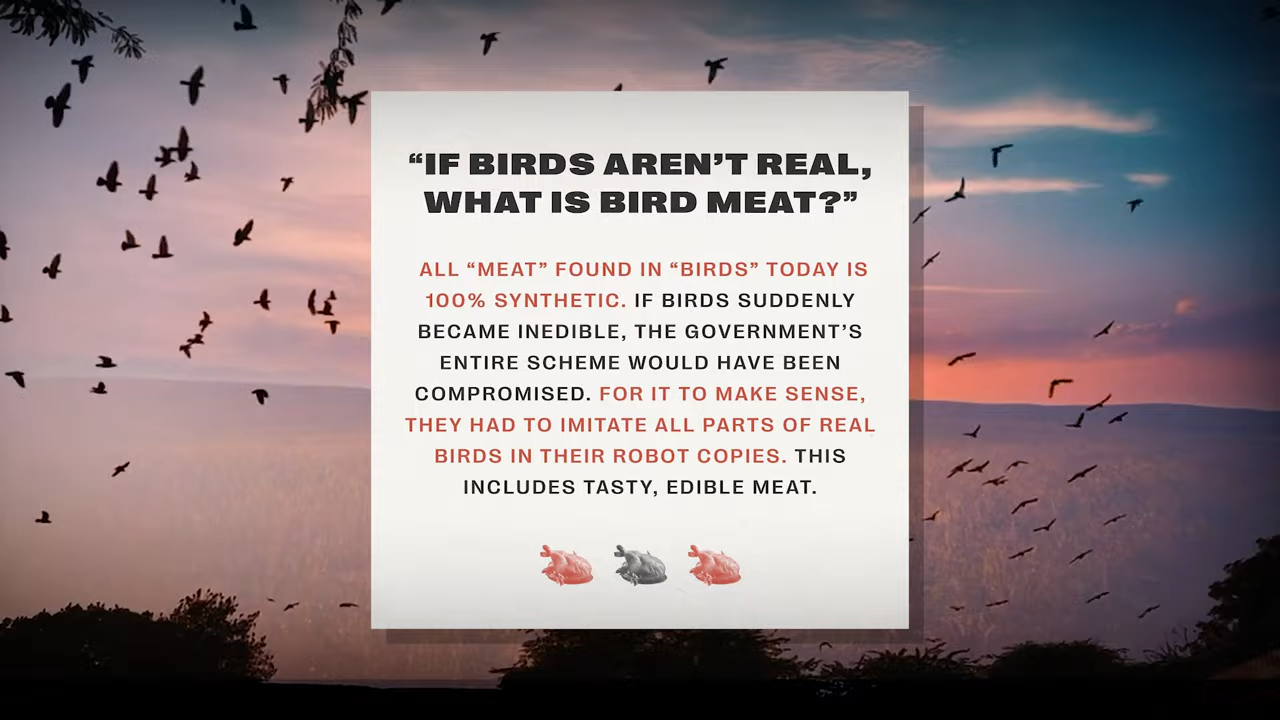 “IF BIRDS AREN’T REAL,
WHAT IS BIRD MEAT?”
ALL “MEAT” FOUND IN “BIRDS” TODAY IS
100% SYNTHETIC. IF BIRDS SUDDENLY
BECAME INEDIBLE, THE GOVERNMENT’S
ENTIRE SCHEME WOULD HAVE BEEN
COMPROMISED. FOR IT TO MAKE SENSE,
THEY HAD TO IMITATE ALL PARTS OF REAL
BIRDS IN THEIR ROBOT COPIES. THIS
INCLUDES TASTY, EDIBLE MEAT.